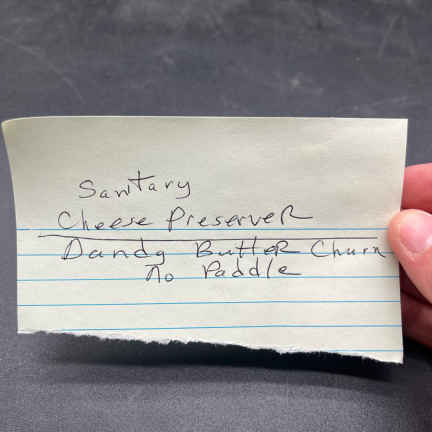 Sanitary
Cheese Preserver
Dandy Butter Churn
no Paddle